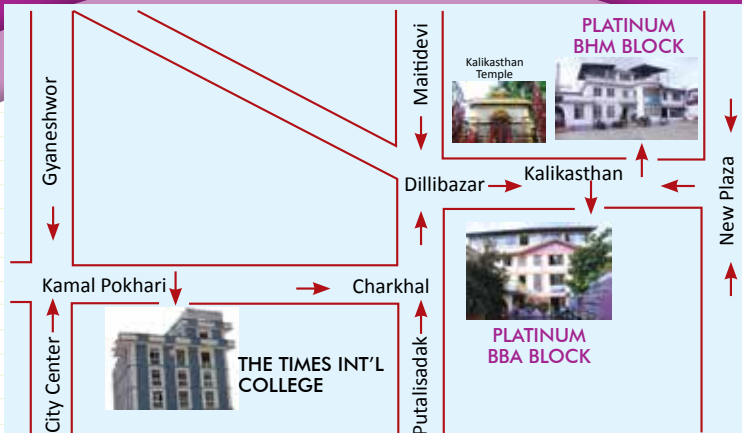 PLATINUM
BHM BLOCK
Kalikasthan
Temple
Maitidevi
Gyaneshwor
Dillibazar
Kalikasthan
New Plaza
Kamal Pokhari
Charkhal
PLATINUM
BBA BLOCK
THE TIMES INT'L
COLLEGE
City Center
Putalisadak